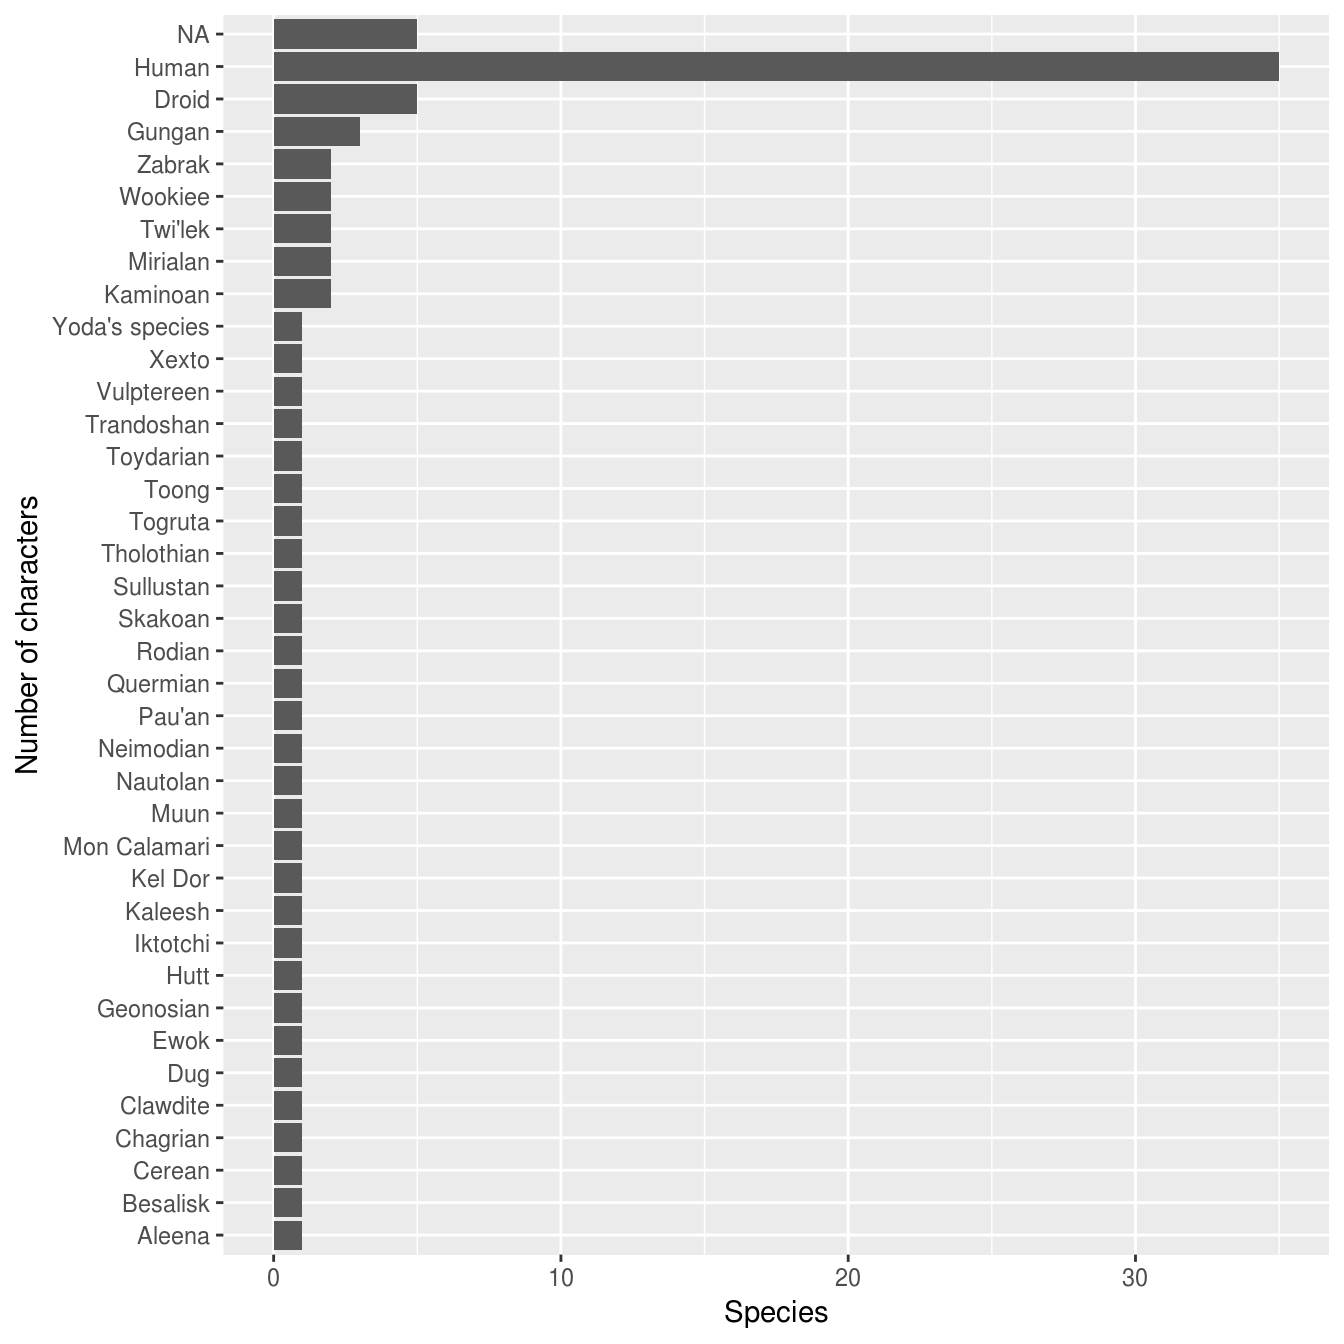 NA
Human
Droid
Gungan
Zabrak
Wookiee
Twi'lek
Mirialan
Kaminoan
Yoda's species
Xexto
Vulptereen
Trandoshan
Toydarian
Toong
Togruta
Tholothian
Sullustan
Skakoan
Rodian
Quermian
Pau'an
Neimodian
Nautolan
Muun
Mon Calamari
Kel Dor
Kaleesh
Iktotchi
Hutt
Geonosian
Ewok
Dug
Clawdite
Chagrian
Cerean
Besalisk
Aleena
Number of characters
0 10 20 30
Species